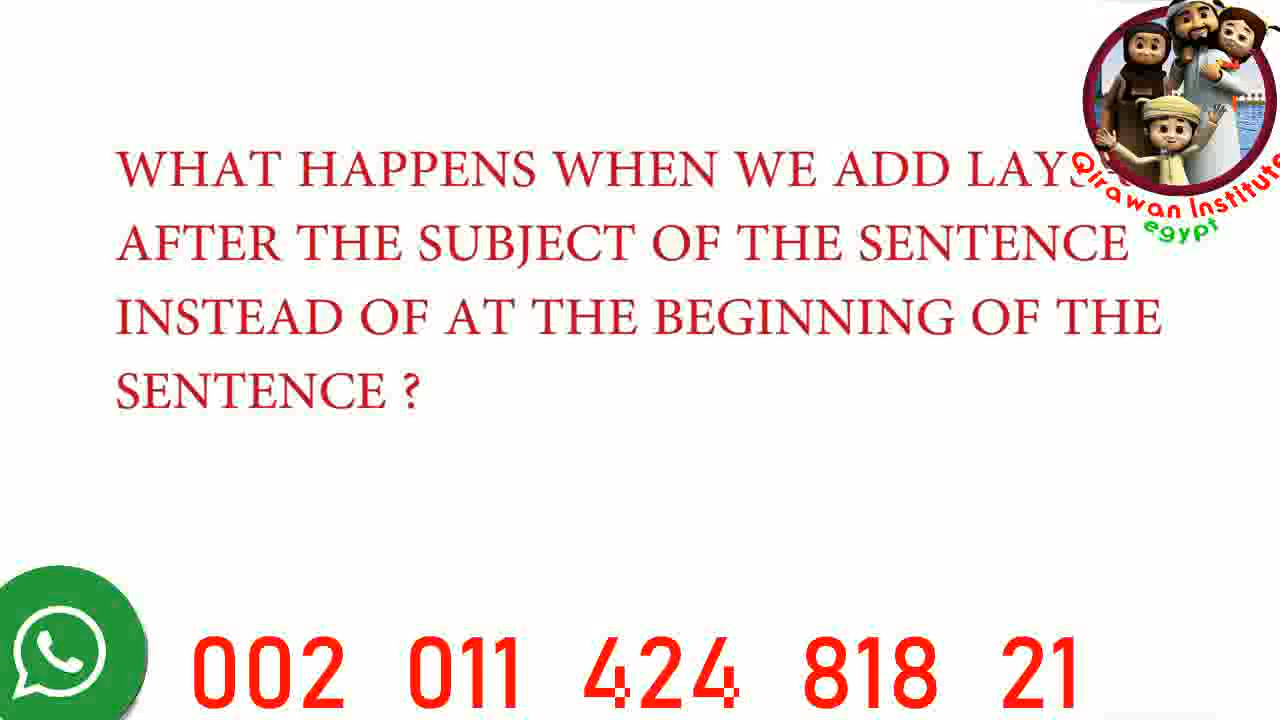 WHAT HAPPENS WHEN WE ADD
AFTER THE SUBJECT OF THE SENTENCE
INSTEAD OF AT THE BEGINNING OF THE
SENTENCE ?
Qirawan Institute
egypt
002 011 424 818 21